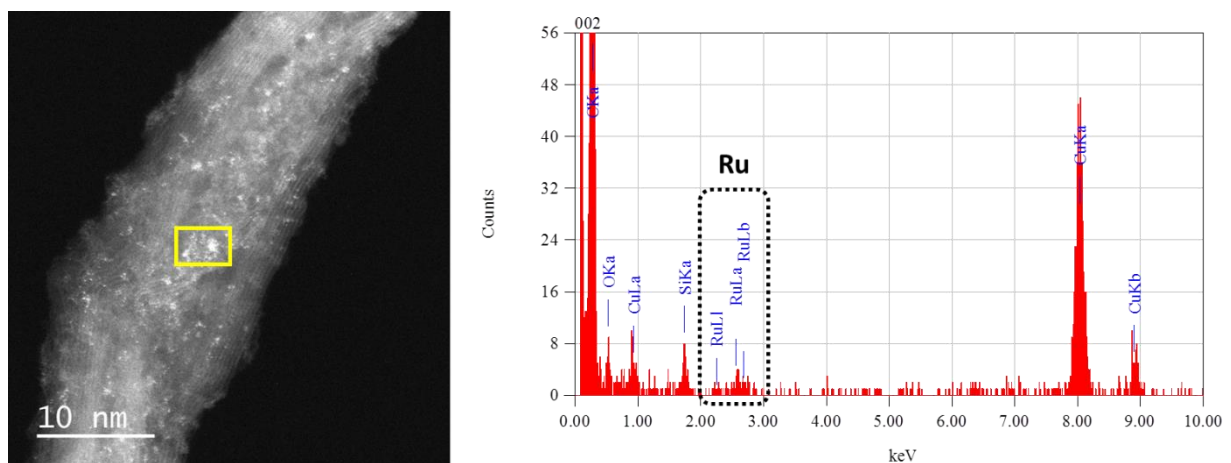 10 nm
002
56
48
40
32
24
16
8
0
Counts
CKa
OKa
CuLa
SiKa
Ru
RuLl
RuLa
RuLb
CuKa
CuKb
0.00 1.00 2.00 3.00 4.00 5.00 6.00 7.00 8.00 9.00 10.00
keV